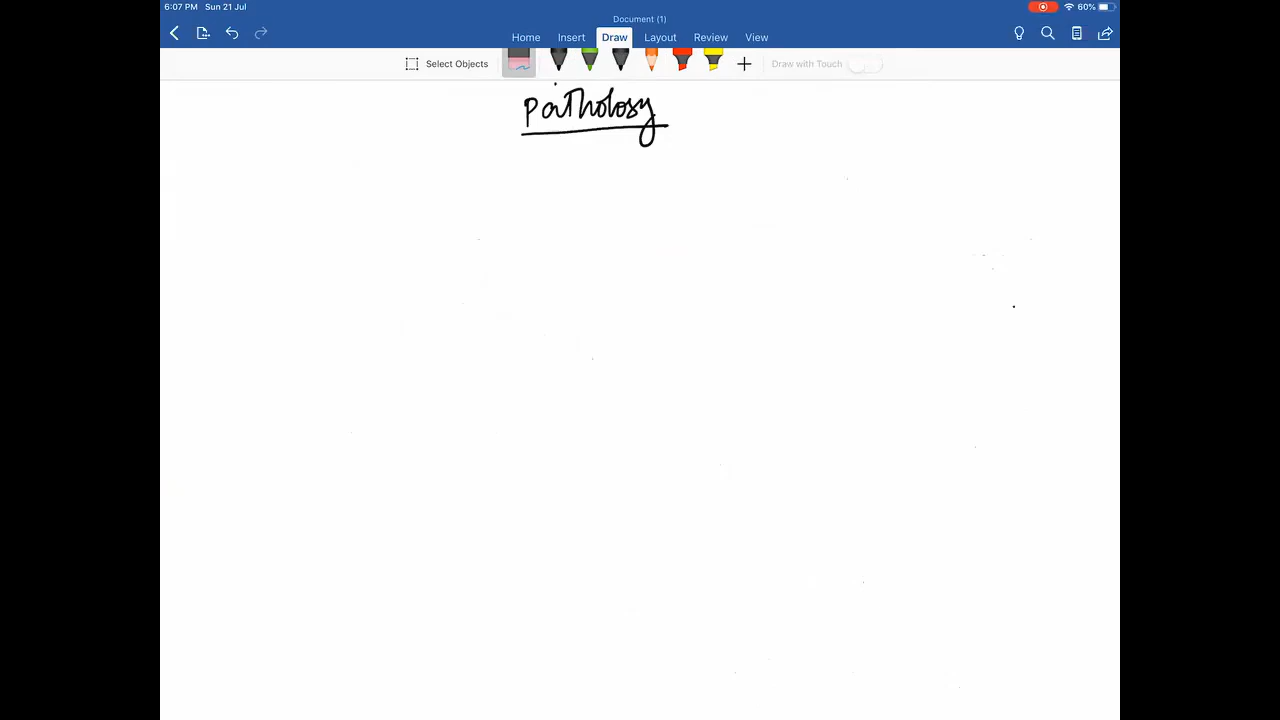 6:07 PM Sun 21 Jul
60%
Document (1)
Home Insert Draw Layout Review View
Select Objects
Draw with Touch
Pathology